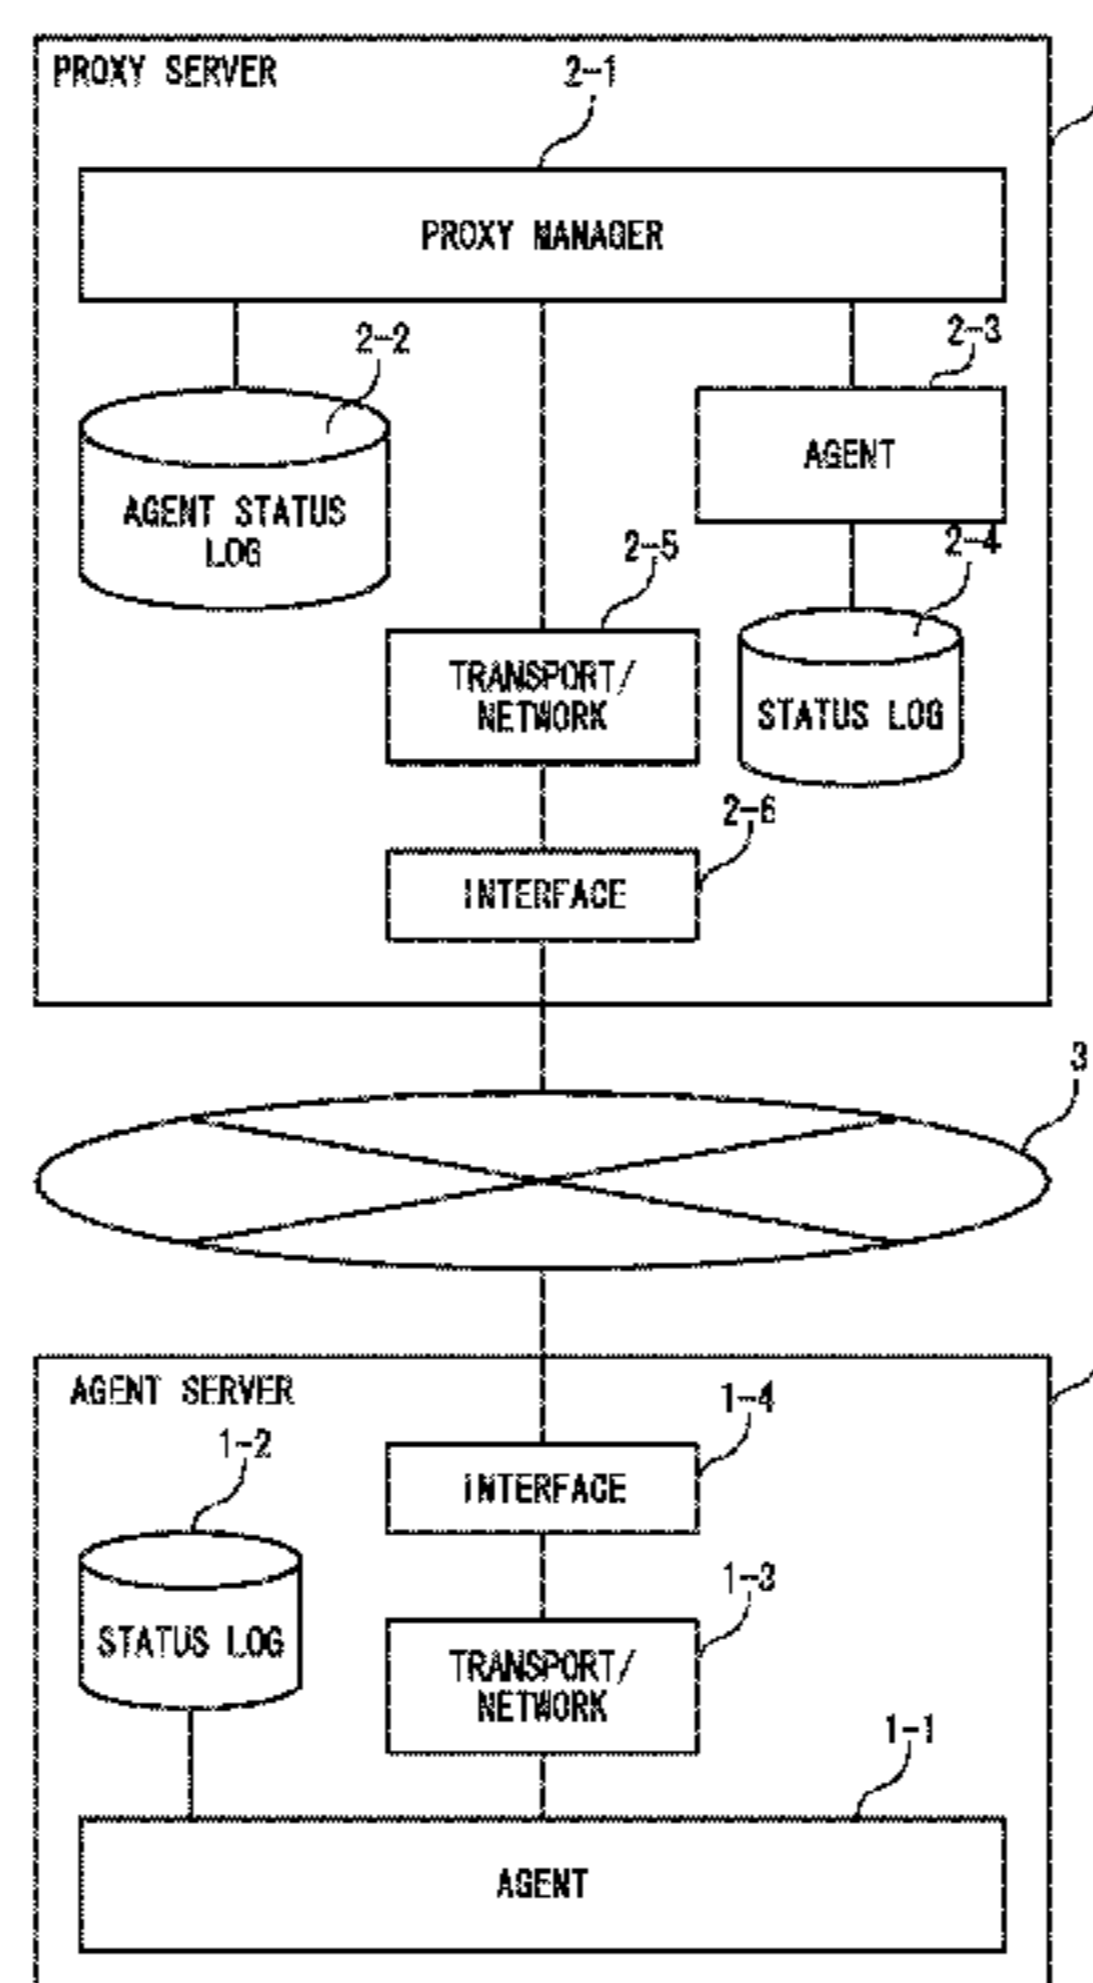 PROXY SERVER
2-1
PROXY MANAGER
2-2
2-3
AGENT STATUS
LOG
AGENT
2-5
2-4
TRANSPORT/
NETWORK
STATUS LOG
2-6
INTERFACE
3
AGENT SERVER
1-4
1-2
INTERFACE
1-3
STATUS LOG
TRANSPORT/
NETWORK
1-1
AGENT